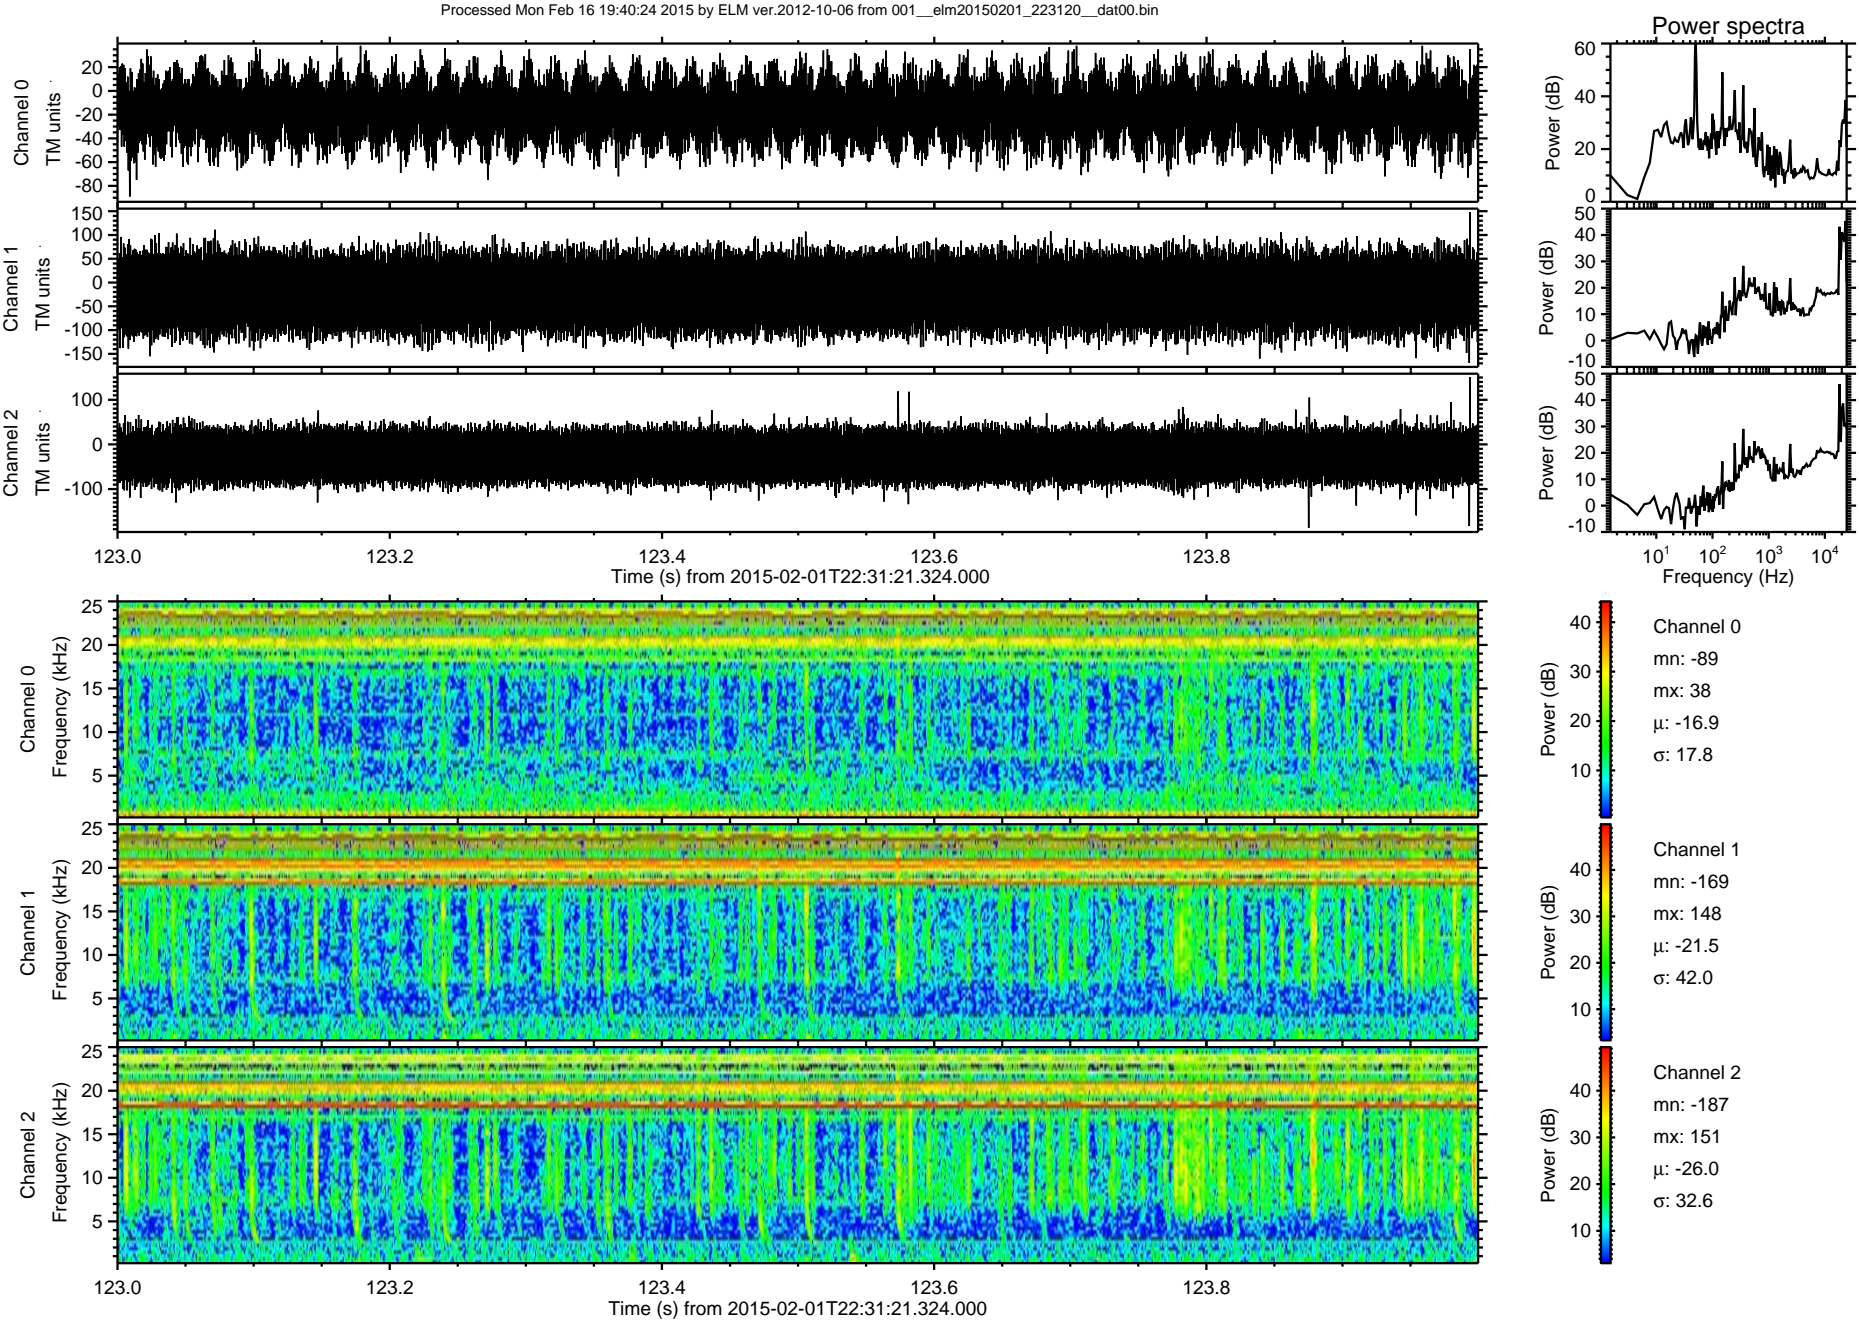 Processed Mon Feb 16 19:40:24 2015 by ELM ver.2012-10-06 from 001__elm20150201_223120__dat00.bin
Power spectra
Channel 0
TM units
20
0
-20
-40
-60
-80
Power (dB)
60
40
20
0
Channel 1
TM units
150
100
50
0
-50
-100
-150
Power (dB)
50
40
30
20
10
0
-10
Channel 2
TM units
100
0
-100
Power (dB)
50
40
30
20
10
0
-10
123.0 123.2 123.4 123.6 123.8
Time (s) from 2015-02-01T22:31:21.324.000
10^1 10^2 10^3 10^4
Frequency (Hz)
Channel 0
Frequency (kHz)
25
20
15
10
5
Power (dB)
40
30
20
10
Channel 0
mn: -89
mx: 38
µ: -16.9
σ: 17.8
Channel 1
Frequency (kHz)
25
20
15
10
5
Power (dB)
40
30
20
10
Channel 1
mn: -169
mx: 148
µ: -21.5
σ: 42.0
Channel 2
Frequency (kHz)
25
20
15
10
5
Power (dB)
40
30
20
10
Channel 2
mn: -187
mx: 151
µ: -26.0
σ: 32.6
123.0 123.2 123.4 123.6 123.8
Time (s) from 2015-02-01T22:31:21.324.000